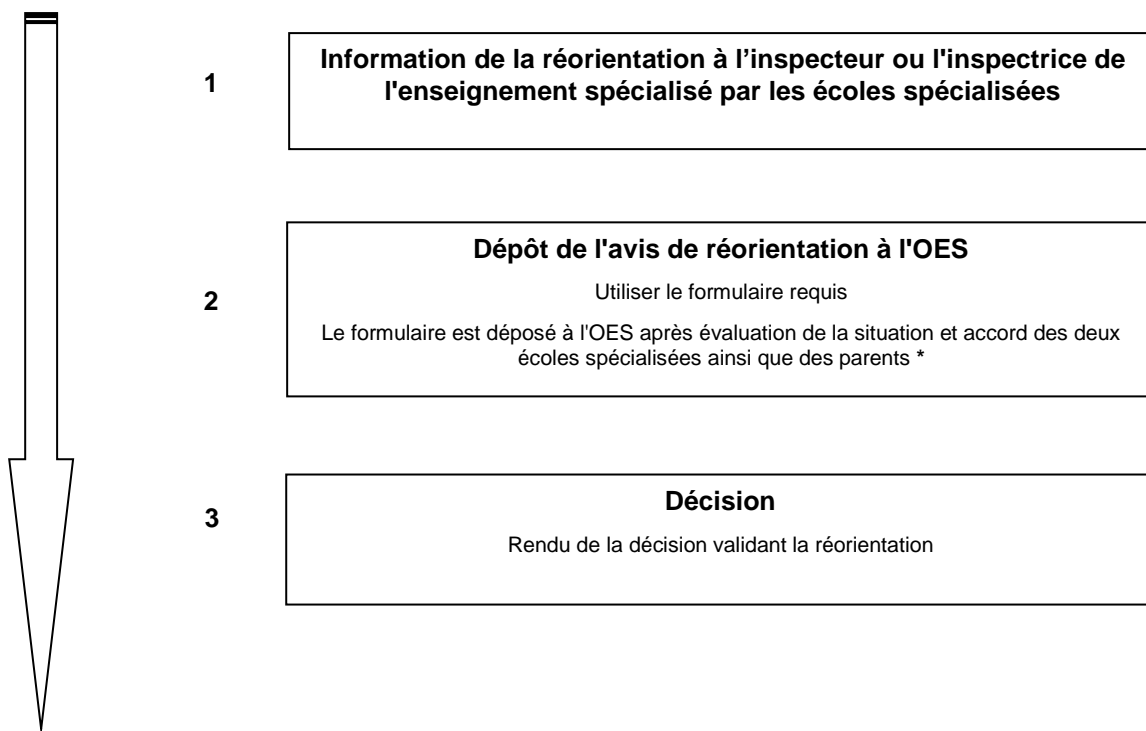 1
Information de la réorientation à l’inspecteur ou l'inspectrice de
l'enseignement spécialisé par les écoles spécialisées
2
Dépôt de l'avis de réorientation à l'OES
Utiliser le formulaire requis
Le formulaire est déposé à l'OES après évaluation de la situation et accord des deux
écoles spécialisées ainsi que des parents *
3
Décision
Rendu de la décision validant la réorientation